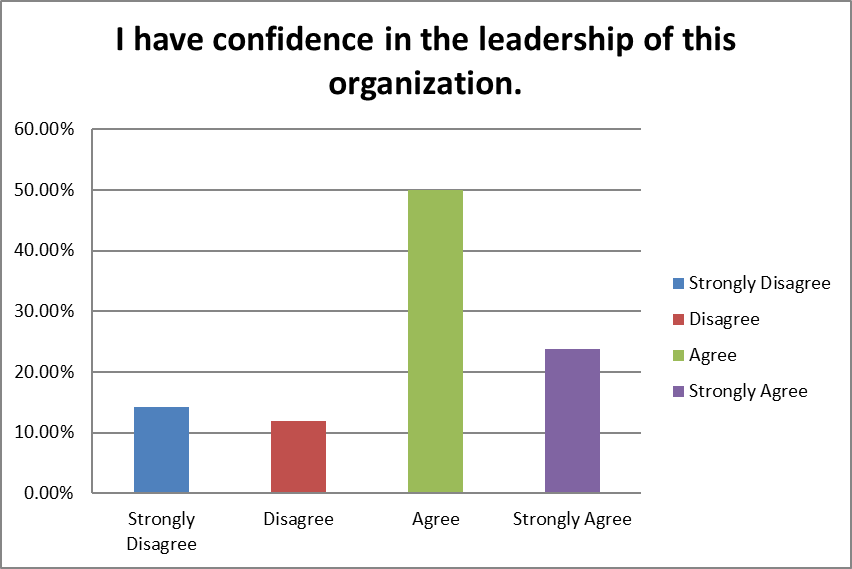 I have confidence in the leadership of this
organization.
60.00%
50.00%
40.00%
30.00%
20.00%
10.00%
0.00%
Strongly
Disagree
Disagree
Agree
Strongly Agree
Strongly Disagree
Disagree
Agree
Strongly Agree